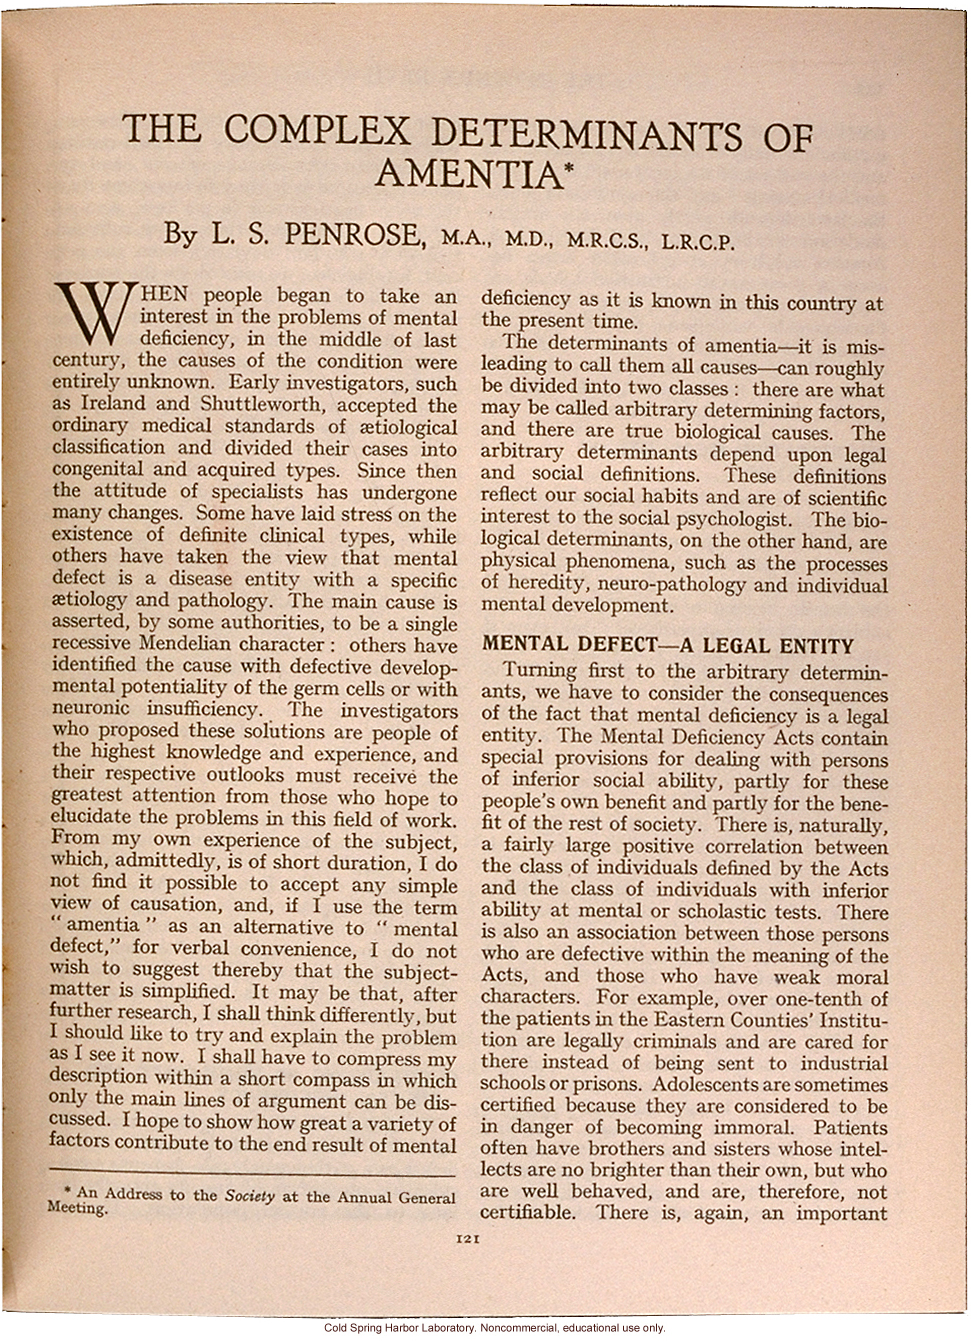 THE COMPLEX DETERMINANTS OF
AMENTIA*
By L. S. PENROSE, M.A., M.D., M.R.C.S., L.R.C.P.
WHEN people began to take an
interest in the problems of mental
deficiency, in the middle of last
century, the causes of the condition were
entirely unknown. Early investigators, such
as Ireland and Shuttleworth, accepted the
ordinary medical standards of ætiological
classification and divided their cases into
congenital and acquired types. Since then
the attitude of specialists has undergone
many changes. Some have laid stress on the
existence of definite clinical types, while
others have taken the view that mental
defect is a disease entity with a specific
ætiology and pathology. The main cause is
asserted, by some authorities, to be a single
recessive Mendelian character : others have
identified the cause with defective develop-
mental potentiality of the germ cells or with
neuronic insufficiency. The investigators
who proposed these solutions are people of
the highest knowledge and experience, and
their respective outlooks must receive the
greatest attention from those who hope to
elucidate the problems in this field of work.
From my own experience of the subject,
which, admittedly, is of short duration, I do
not find it possible to accept any simple
view of causation, and, if I use the term
“ amentia ” as an alternative to “ mental
defect,” for verbal convenience, I do not
wish to suggest thereby that the subject-
matter is simplified. It may be that, after
further research, I shall think differently, but
I should like to try and explain the problem
as I see it now. I shall have to compress my
description within a short compass in which
only the main lines of argument can be dis-
cussed. I hope to show how great a variety of
factors contribute to the end result of mental
* An Address to the Society at the Annual General
Meeting.
deficiency as it is known in this country at
the present time.
The determinants of amentia—it is mis-
leading to call them all causes—can roughly
be divided into two classes : there are what
may be called arbitrary determining factors,
and there are true biological causes. The
arbitrary determinants depend upon legal
and social definitions. These definitions
reflect our social habits and are of scientific
interest to the social psychologist. The bio-
logical determinants, on the other hand, are
physical phenomena, such as the processes
of heredity, neuro-pathology and individual
mental development.
MENTAL DEFECT—A LEGAL ENTITY
Turning first to the arbitrary determin-
ants, we have to consider the consequences
of the fact that mental deficiency is a legal
entity. The Mental Deficiency Acts contain
special provisions for dealing with persons
of inferior social ability, partly for these
people's own benefit and partly for the bene-
fit of the rest of society. There is, naturally,
a fairly large positive correlation between
the class of individuals defined by the Acts
and the class of individuals with inferior
ability at mental or scholastic tests. There
is also an association between those persons
who are defective within the meaning of the
Acts, and those who have weak moral
characters. For example, over one-tenth of
the patients in the Eastern Counties' Institu-
tion are legally criminals and are cared for
there instead of being sent to industrial
schools or prisons. Adolescents are sometimes
certified because they are considered to be
in danger of becoming immoral. Patients
often have brothers and sisters whose intel-
lects are no brighter than their own, but who
are well behaved, and are, therefore, not
certifiable. There is, again, an important
121
Cold Spring Harbor Laboratory. Noncommercial, educational use only.